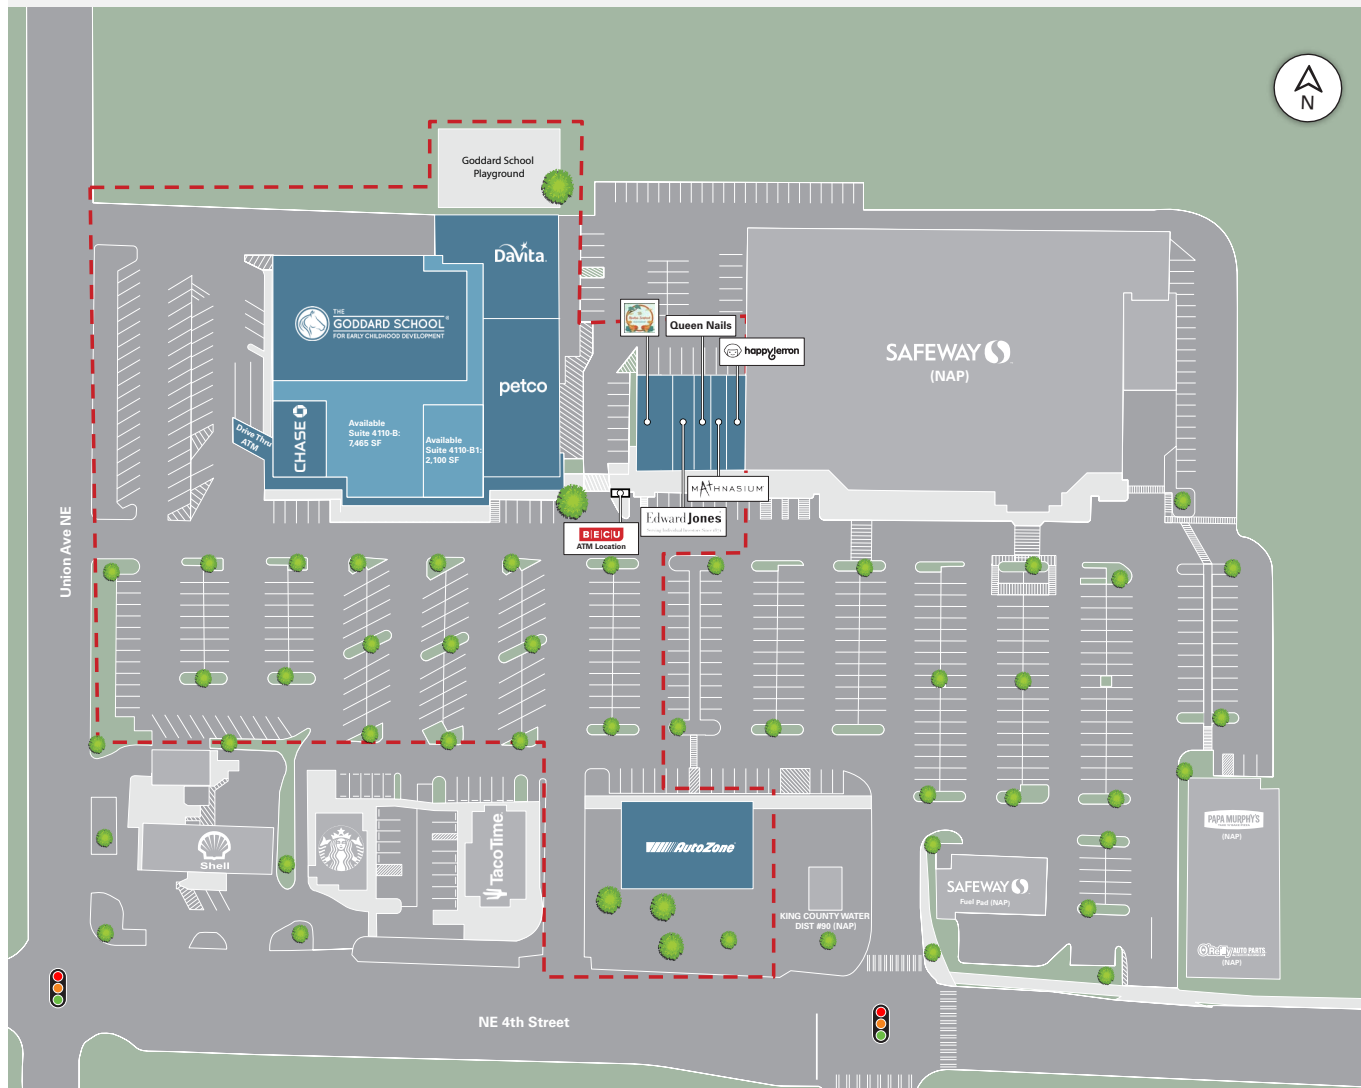 N
Goddard School
Playground
DaVita
THE
GODDARD SCHOOL
FOR EARLY CHILDHOOD DEVELOPMENT
Queen Nails
happylemon
SAFEWAY
(NAP)
petco
CHASE
Drive Thru
ATM
Available
Suite 4110-B:
7,465 SF
Available
Suite 4110-B1:
2,100 SF
MATHNASIUM
Edward Jones
BECU
ATM Location
Union Ave NE
Shell
TacoTime
AutoZone
KING COUNTY WATER
DIST #90 (NAP)
SAFEWAY
Fuel Pad (NAP)
PAPA MURPHY'S
(NAP)
O'Reilly AUTO PARTS
(NAP)
NE 4th Street